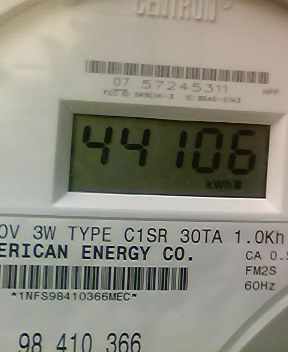 CENTRON®
07 57245311 HPP
44106
kWh
0V 3W TYPE C1SR 30TA 1.0Kh
ERICAN ENERGY CO. CA 0.5
FM2S
*1NFS98410366MEC* 60Hz
98 410 366